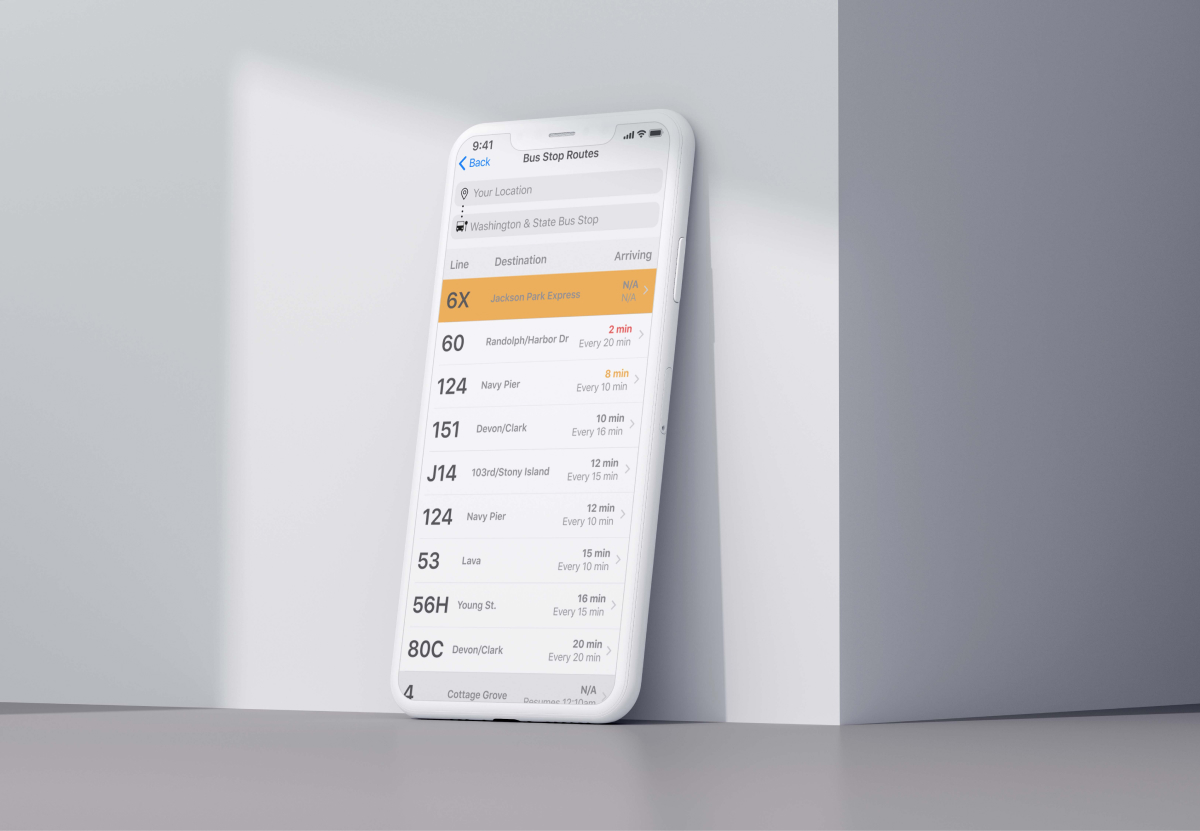 9:41
Back
Bus Stop Routes
Your Location
Washington & State Bus Stop
Line Destination Arriving
6X Jackson Park Express N/A
N/A
60 Randolph/Harbor Dr 2 min
Every 20 min
124 Navy Pier 8 min
Every 10 min
151 Devon/Clark 10 min
Every 16 min
J14 103rd/Stony Island 12 min
Every 15 min
124 Navy Pier 12 min
Every 10 min
53 Lava 15 min
Every 10 min
56H Young St. 16 min
Every 15 min
80C Devon/Clark 20 min
Every 20 min
4 Cottage Grove N/A
Resumes 12:10am